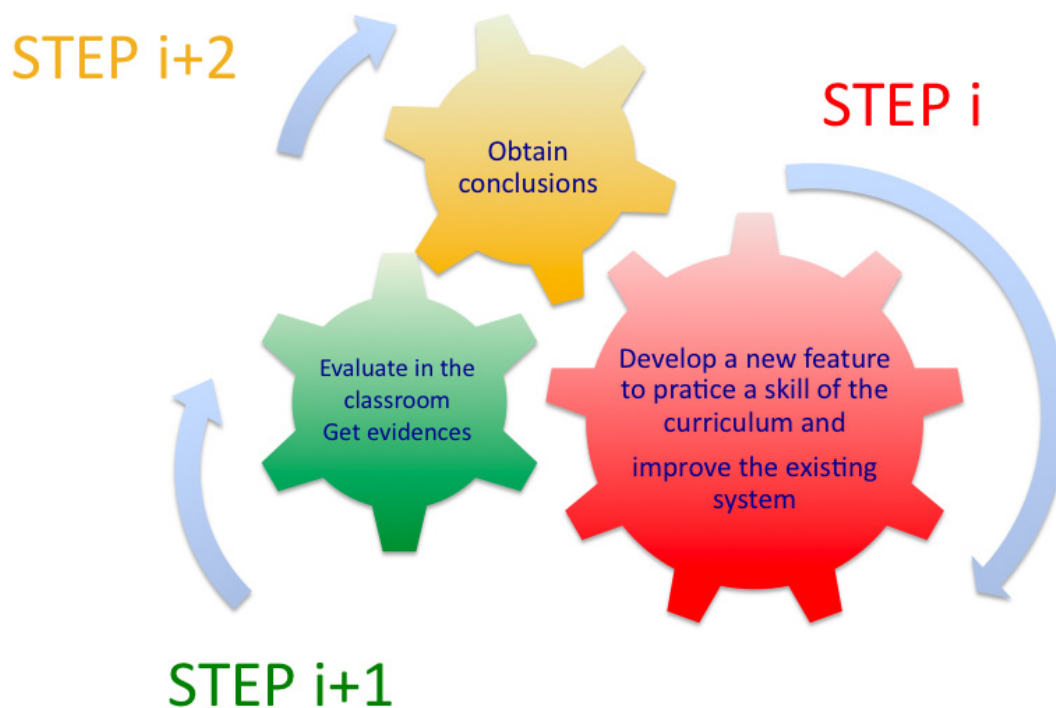 STEP i+2
STEP i
Obtain
conclusions
Evaluate in the
classroom
Get evidences
Develop a new feature
to pratice a skill of the
curriculum and
improve the existing
system
STEP i+1